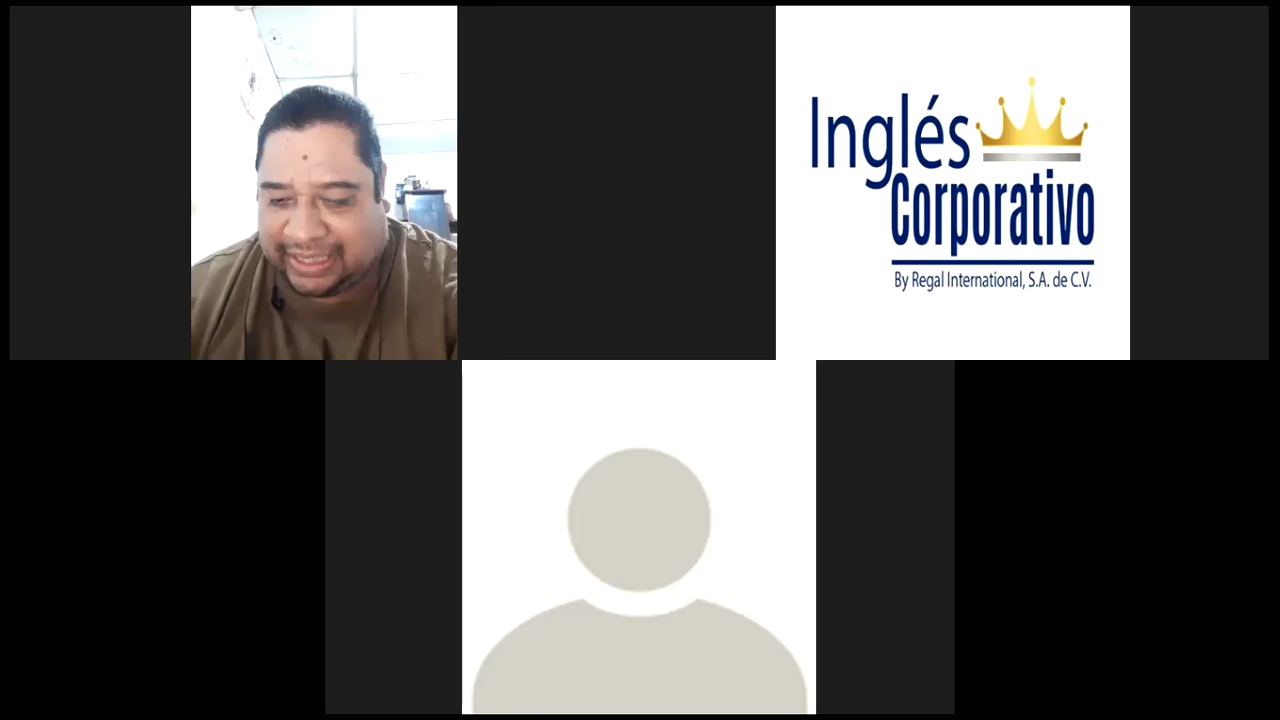 Inglés
Corporativo
By Regal International, S.A. de C.V.